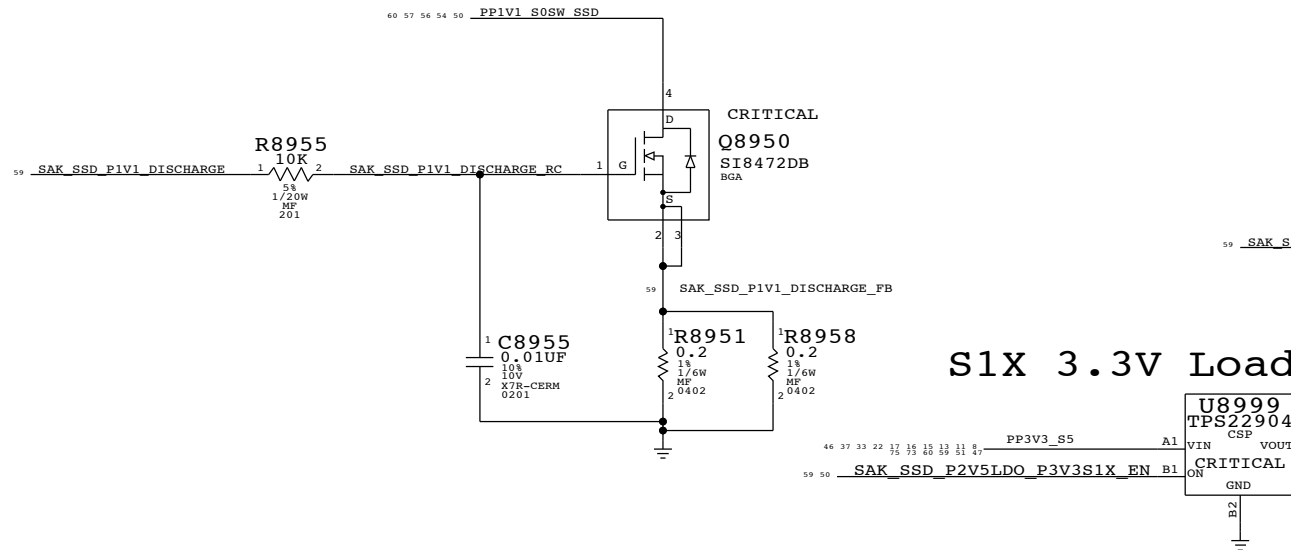 60 57 56 54 50 PP1V1_S0SW_SSD
4
D
CRITICAL
Q8950
SI8472DB
BGA
R8955
10K
59 SAK_SSD_P1V1_DISCHARGE 1 2 SAK_SSD_P1V1_DISCHARGE_RC 1 G
5%
1/20W
MF
201
S
2 3
59 SAK_S
59 SAK_SSD_P1V1_DISCHARGE_FB
1 C8955
0.01UF
10%
10V
2 X7R-CERM
0201
1 R8951
0.2
1%
1/6W
MF
2 0402
1 R8958
0.2
1%
1/6W
MF
2 0402
S1X 3.3V Load
U8999
TPS22904
CSP
46 37 33 22 17 16 15 13 11 8 PP3V3_S5 A1 VIN VOUT
75 73 60 59 51 47
CRITICAL
59 50 SAK_SSD_P2V5LDO_P3V3S1X_EN B1 ON
GND
B2